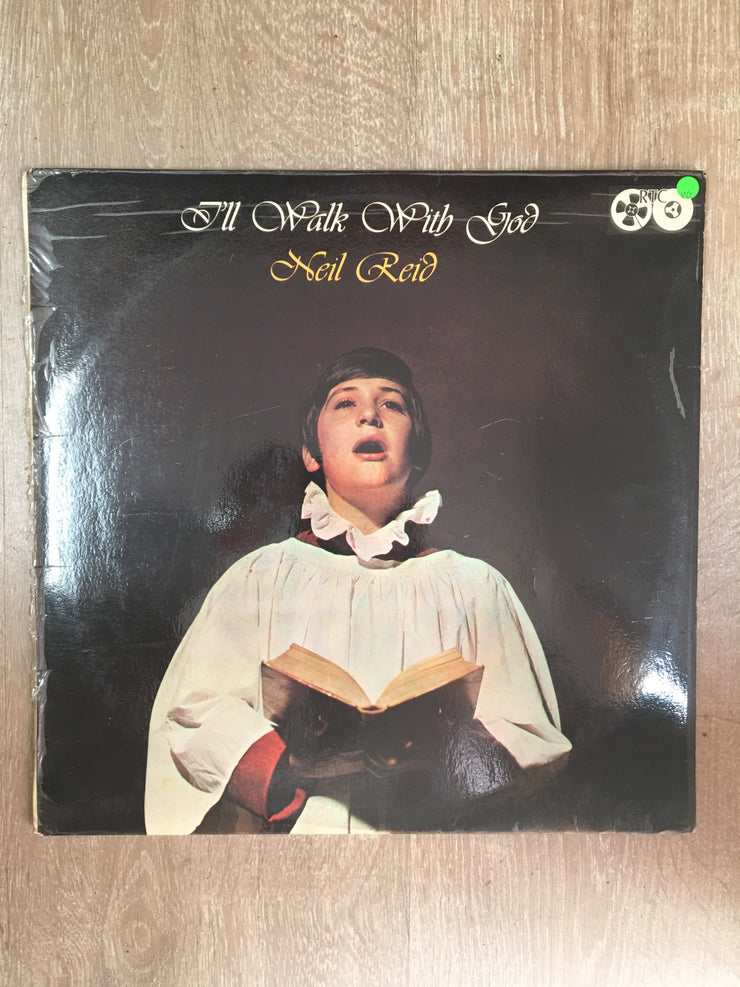 I'll Walk With God
Neil Reid
RTC